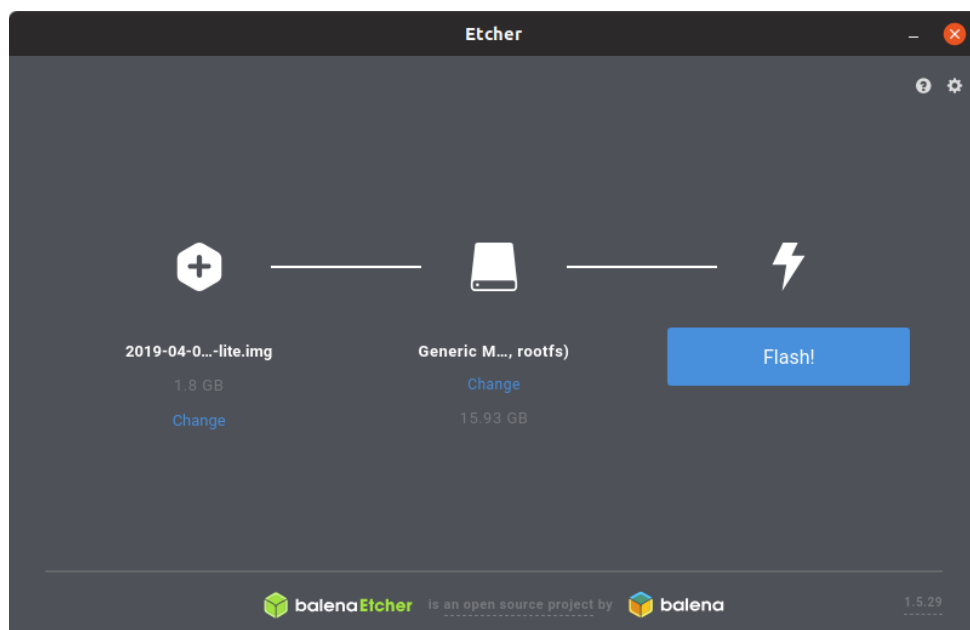 Etcher
2019-04-0...-lite.img
1.8 GB
Change
Generic M..., rootfs)
Change
15.93 GB
Flash!
balenaEtcher is an open source project by balena
1.5.29